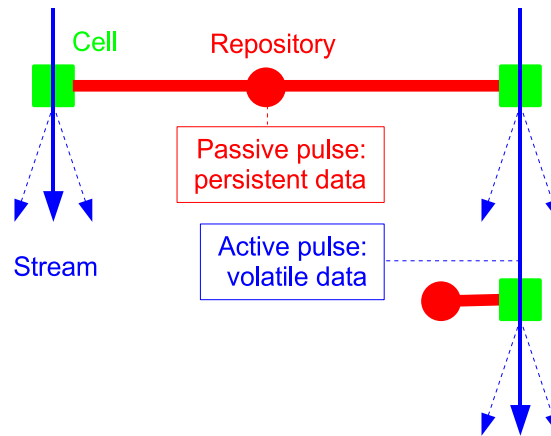 Cell
Repository
Passive pulse:
persistent data
Active pulse:
volatile data
Stream